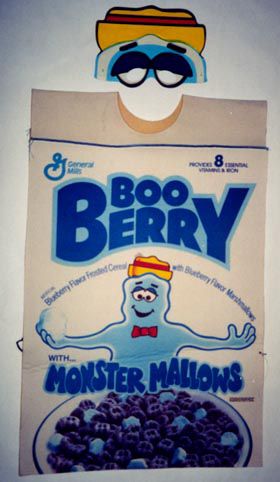 General
Mills
PROVIDES 8 ESSENTIAL
VITAMINS & IRON
BOO
BERRY
ARTIFICIAL
Blueberry Flavor Frosted Cereal
with Blueberry Flavor Marshmallows
WITH...
MONSTER MALLOWS